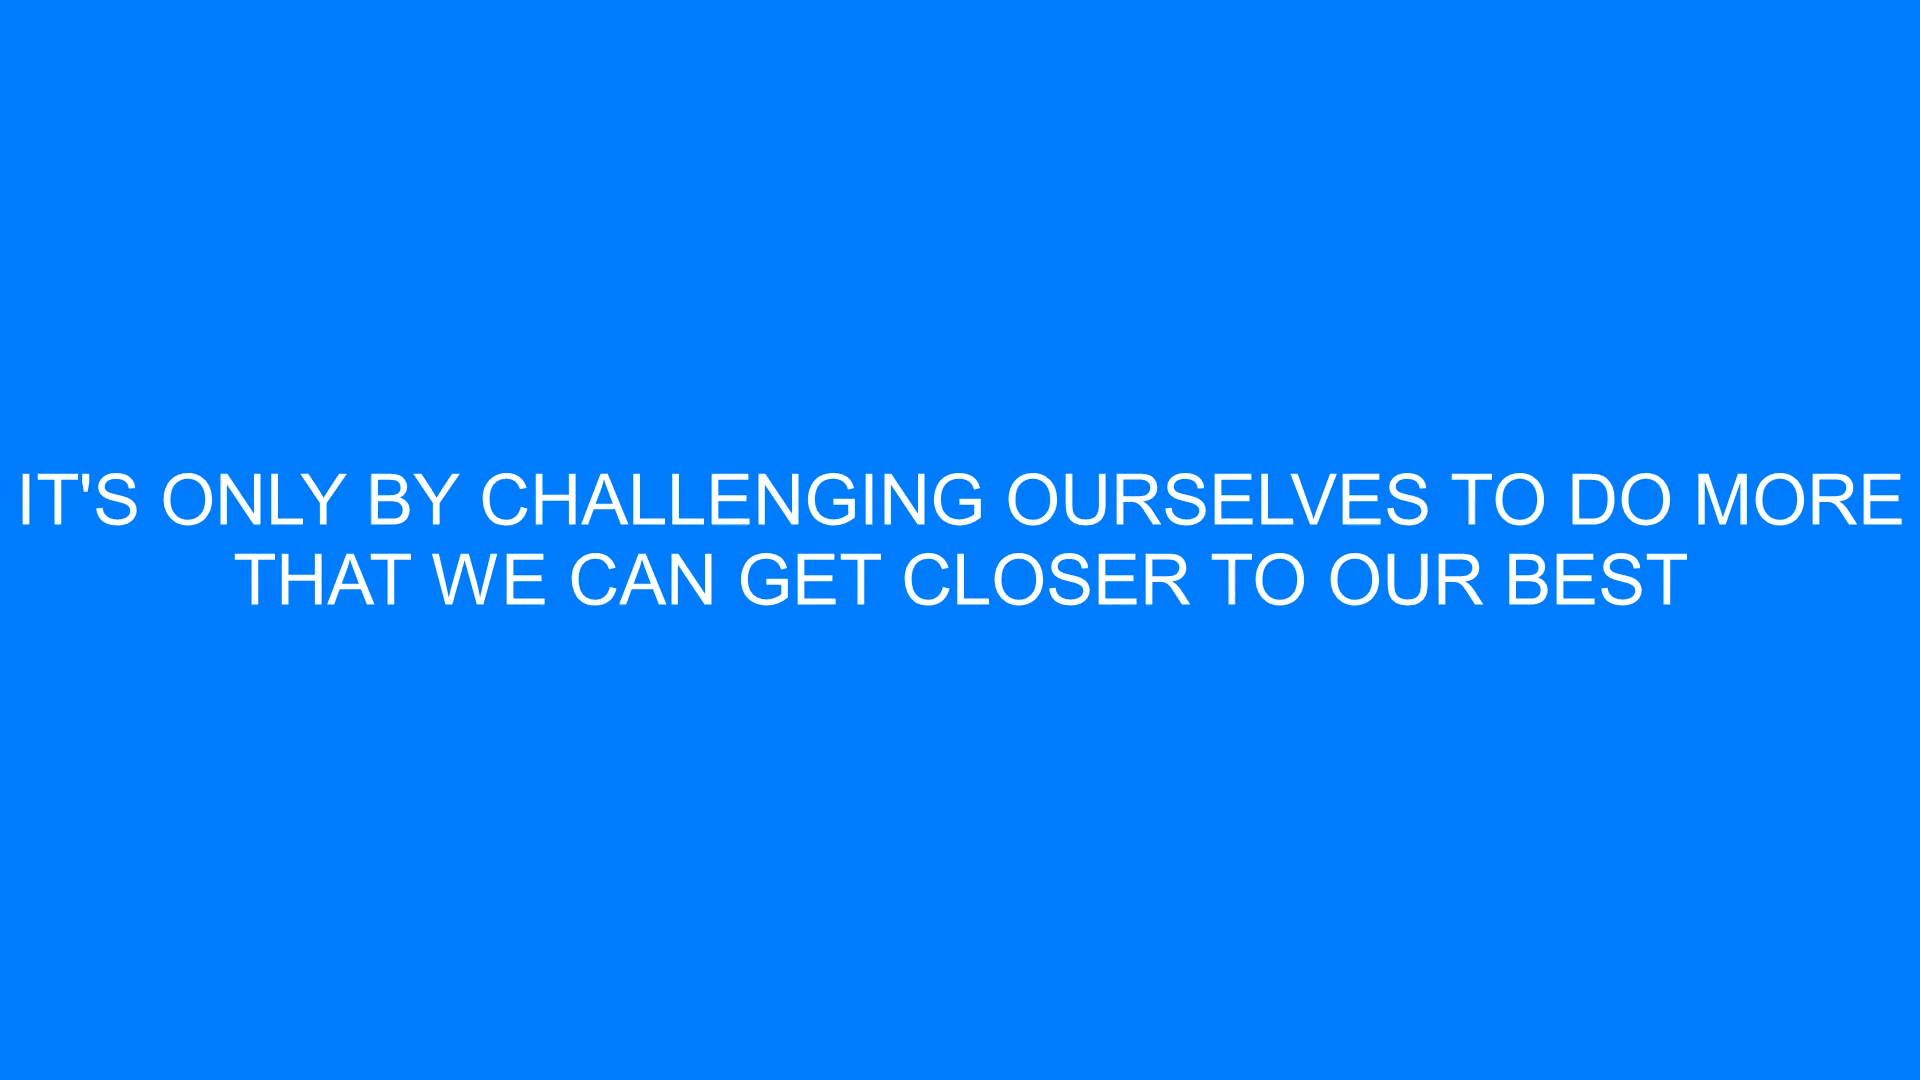 IT'S ONLY BY CHALLENGING OURSELVES TO DO MORE
THAT WE CAN GET CLOSER TO OUR BEST